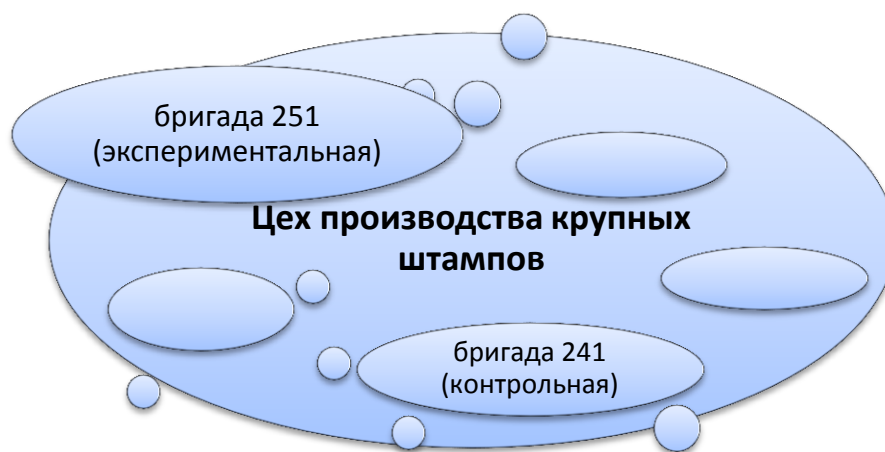 бригада 251
(экспериментальная)
Цех производства крупных
штампов
бригада 241
(контрольная)